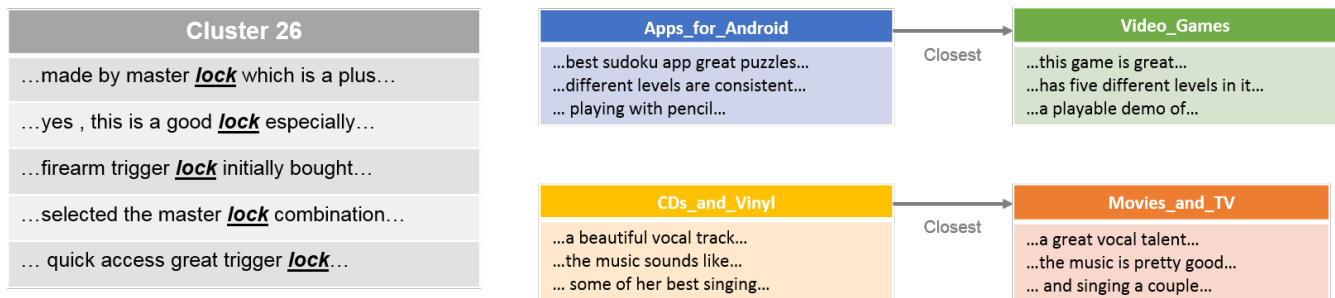 Cluster 26
…made by master lock which is a plus…
…yes , this is a good lock especially…
…firearm trigger lock initially bought…
…selected the master lock combination…
… quick access great trigger lock…
Apps_for_Android
...best sudoku app great puzzles...
...different levels are consistent...
... playing with pencil...
Closest
Video_Games
...this game is great...
...has five different levels in it...
...a playable demo of...
CDs_and_Vinyl
...a beautiful vocal track...
...the music sounds like...
... some of her best singing...
Closest
Movies_and_TV
...a great vocal talent...
...the music is pretty good...
... and singing a couple...